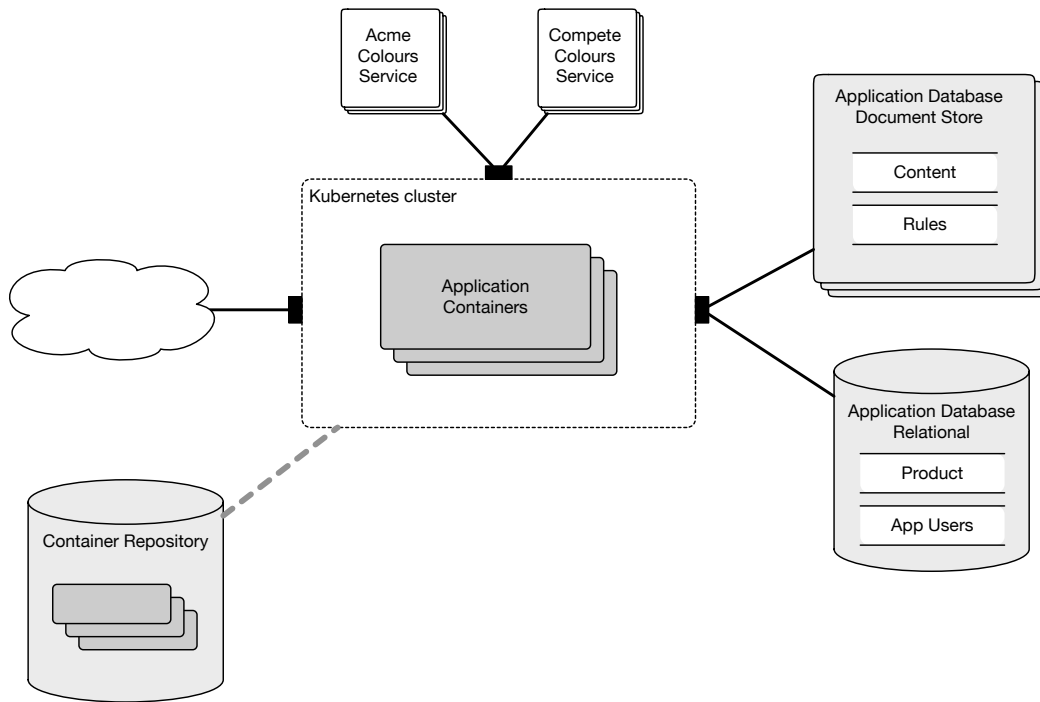 Acme
Colours
Service
Compete
Colours
Service
Application Database
Document Store
Content
Rules
Kubernetes cluster
Application
Containers
Application Database
Relational
Product
App Users
Container Repository